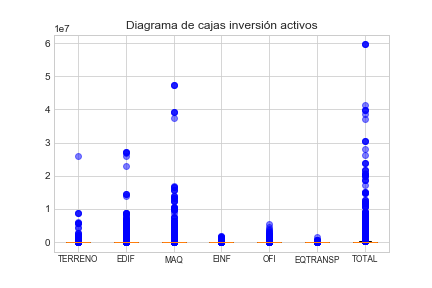 Diagrama de cajas inversión activos
1e7
6
5
4
3
2
1
0
TERRENO EDIF MAQ EINF OFI EQTRANSP TOTAL